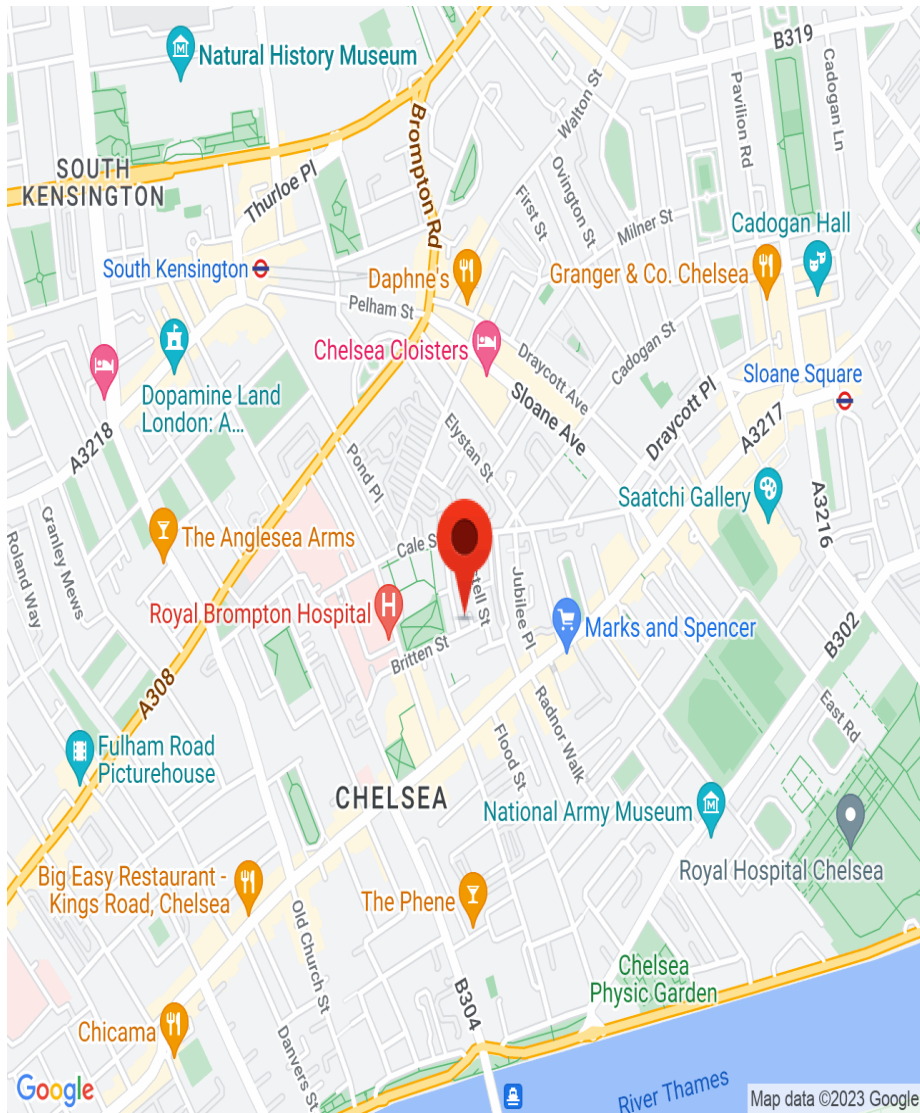 Natural History Museum
B319
Cadogan Ln
Pavilion Rd
Walton St
Brompton Rd
SOUTH
KENSINGTON
Thurloe Pl
Ovington St
First St
Milner St
Cadogan Hall
South Kensington
Daphne's
Granger & Co. Chelsea
Pelham St
Chelsea Cloisters
Draycott Ave
Cadogan St
Sloane Square
Dopamine Land
London: A...
Sloane Ave
Draycott Pl
A3217
A3218
Elystan St
Pond Pl
Saatchi Gallery
A3216
Cranley Mews
Roland Way
The Anglesea Arms
Cale S
Jubilee Pl
Royal Brompton Hospital
Marks and Spencer
Britten St
B302
A308
Radnor Walk
East Rd
Flood St
Fulham Road
Picturehouse
CHELSEA
National Army Museum
Royal Hospital Chelsea
Big Easy Restaurant -
Kings Road, Chelsea
The Phene
Old Church St
Chelsea
Physic Garden
B304
Chicama
Danvers St
Google
River Thames
Map data ©2023 Google